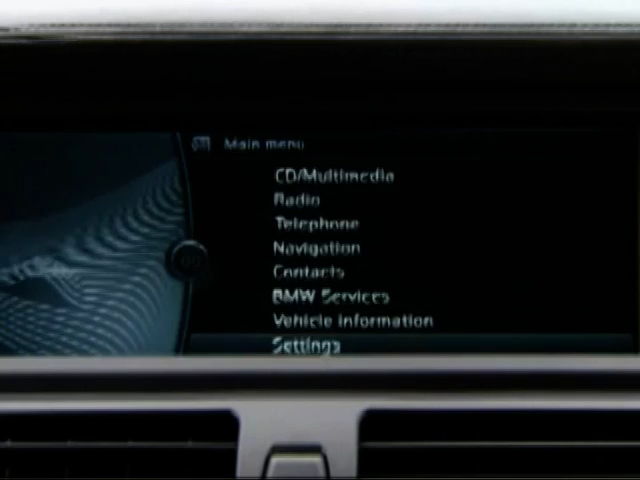 Main menu
CD/Multimedia
Radio
Telephone
Navigation
Contacts
BMW Services
Vehicle information
Settings